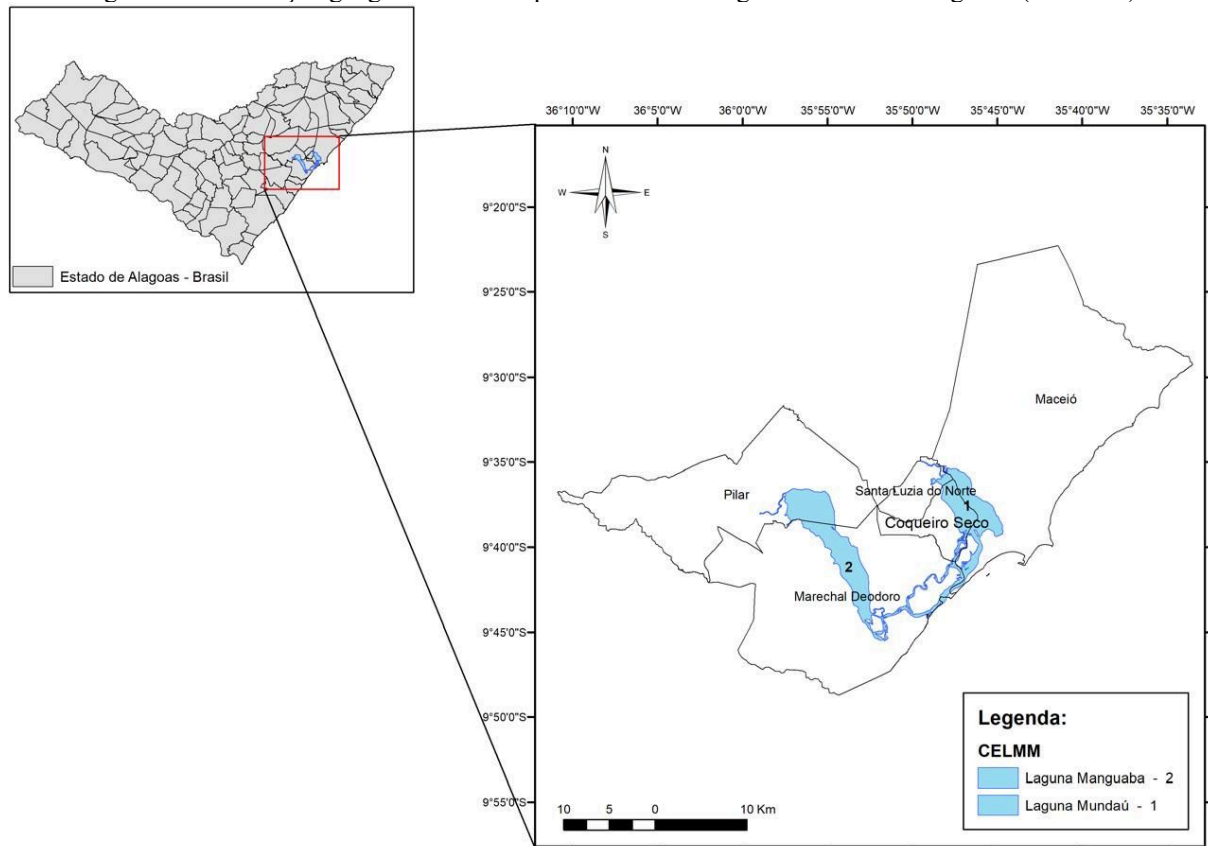 Estado de Alagoas - Brasil
36°10'0"W 36°5'0"W 36°0'0"W 35°55'0"W 35°50'0"W 35°45'0"W 35°40'0"W 35°35'0"W
N
W E
S
9°20'0"S
9°25'0"S
9°30'0"S
9°35'0"S
9°40'0"S
9°45'0"S
9°50'0"S
9°55'0"S
Maceió
Pilar
Santa Luzia do Norte
1
Coqueiro Seco
2
Marechal Deodoro
10 5 0 10 Km
Legenda:
CELMM
Laguna Manguaba - 2
Laguna Mundaú - 1